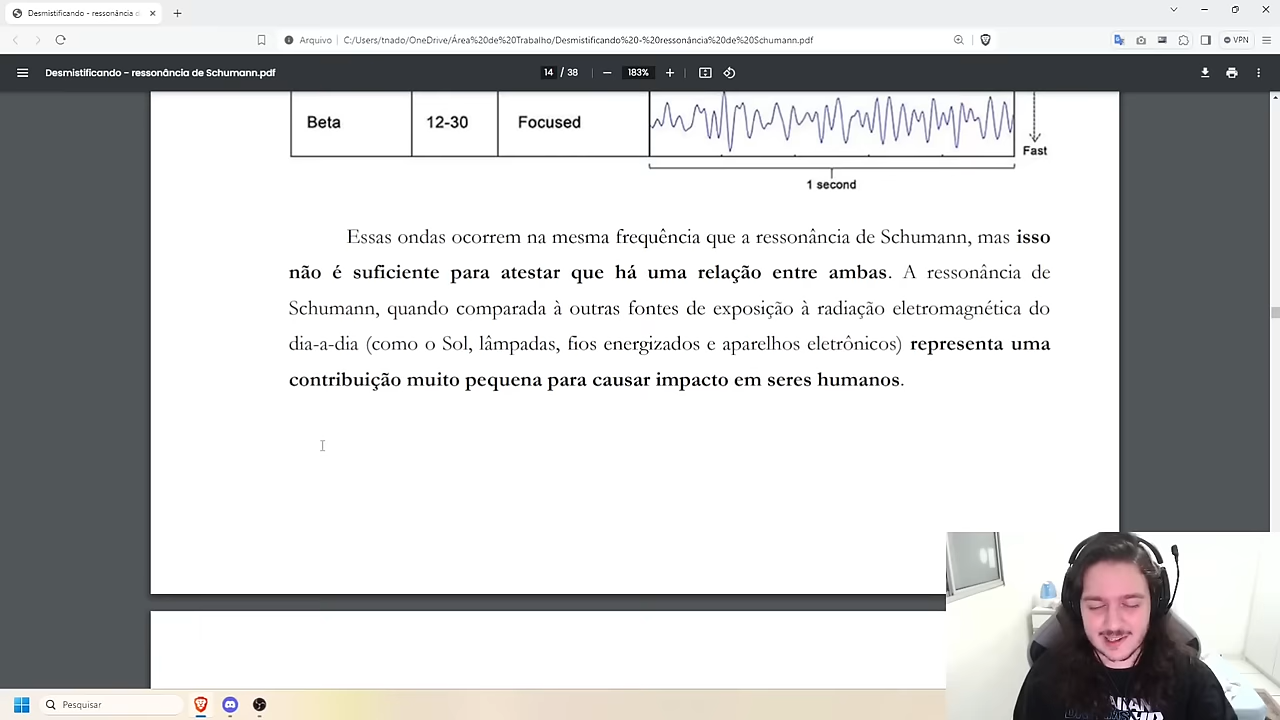 Desmistificando - ressonância d
Arquivo C:/Users/tnado/OneDrive/Área%20de%20Trabalho/Desmistificando%20-%20ressonância%20de%20Schumann.pdf
VPN
Desmistificando - ressonância de Schumann.pdf
14 / 38
183%
Beta 12-30 Focused
Fast
1 second
Essas ondas ocorrem na mesma frequência que a ressonância de Schumann, mas isso
não é suficiente para atestar que há uma relação entre ambas. A ressonância de
Schumann, quando comparada à outras fontes de exposição à radiação eletromagnética do
dia-a-dia (como o Sol, lâmpadas, fios energizados e aparelhos eletrônicos) representa uma
contribuição muito pequena para causar impacto em seres humanos.
Pesquisar